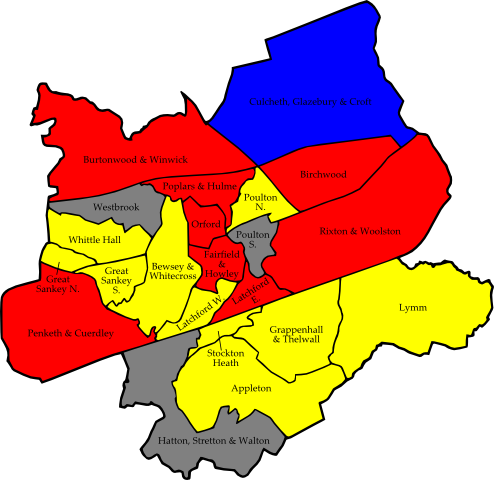 Culcheth, Glazebury & Croft
Burtonwood & Winwick
Birchwood
Poplars & Hulme
Poulton
N.
Westbrook
Orford
Rixton & Woolston
Poulton
S.
Whittle Hall
Fairfield
&
Howley
Bewsey &
Whitecross
Great
Sankey
S.
Great
Sankey N.
Latchford
E.
Latchford W.
Lymm
Penketh & Cuerdley
Grappenhall
& Thelwall
Stockton
Heath
Appleton
Hatton, Stretton & Walton